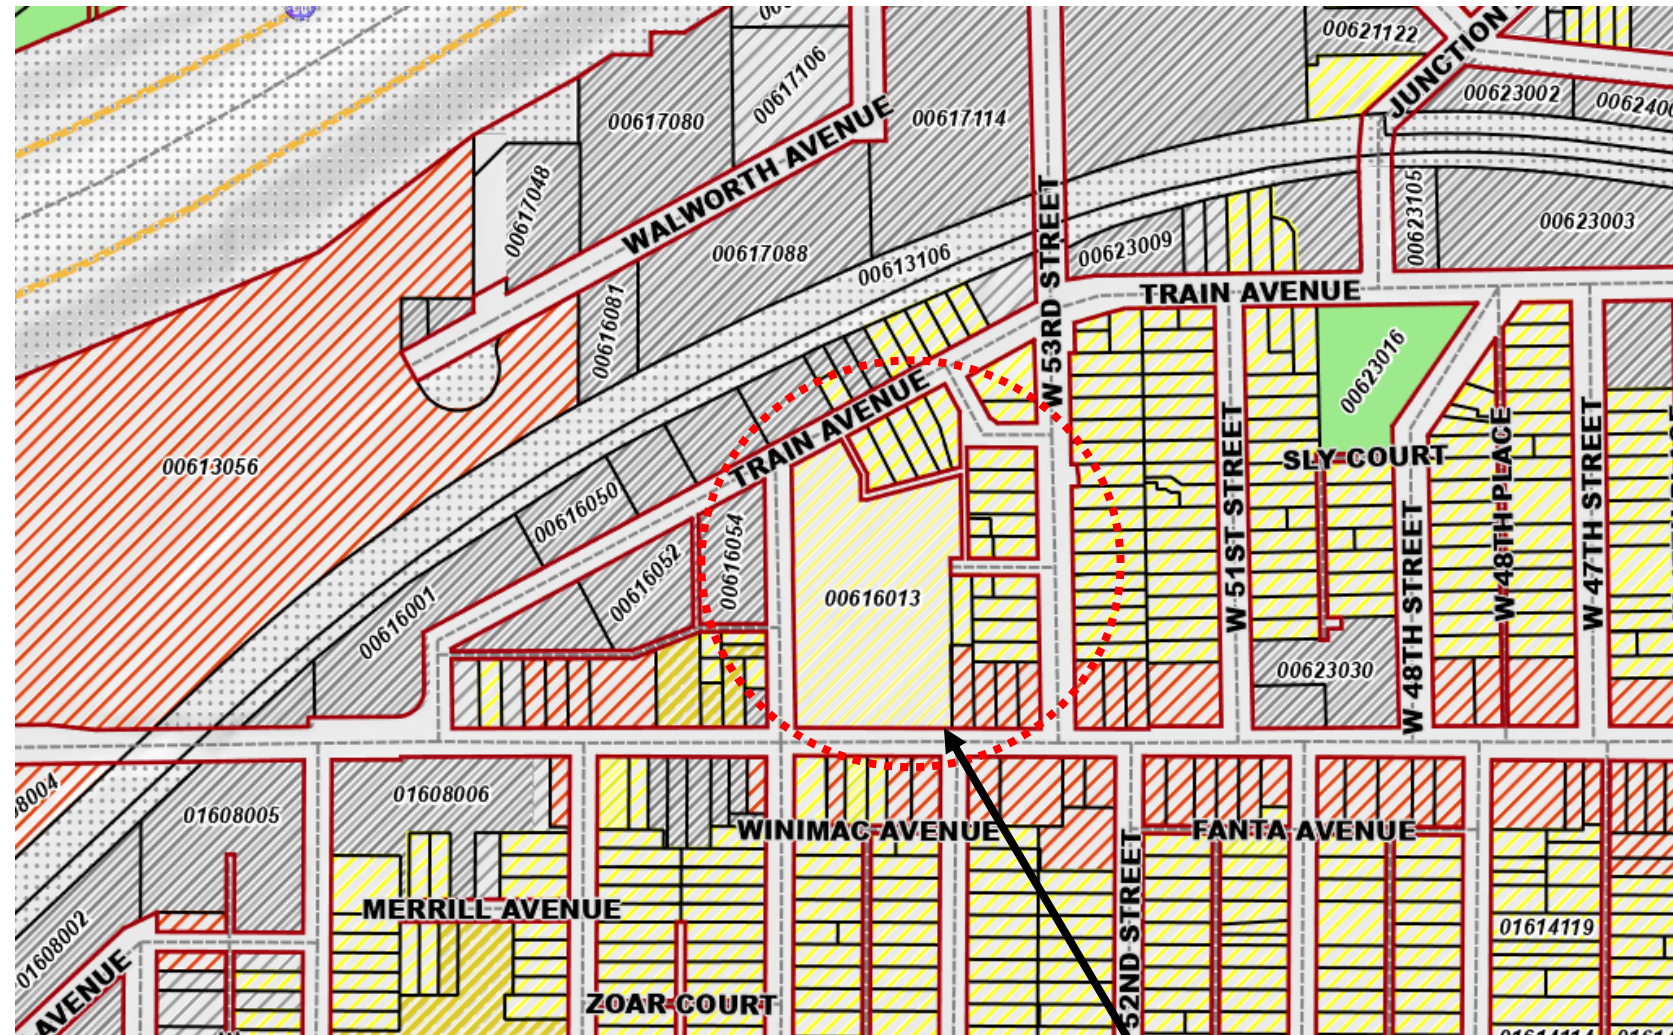 00621122
JUNCTION
00617106
00623002
00617080
00617114
WALWORTH AVENUE
00617048
00623105
00623003
W 53RD STREET
00623009
00617088
00613106
TRAIN AVENUE
00616081
00623016
TRAIN AVENUE
00613056
SLY COURT
W 51ST STREET
W 48TH PLACE
W 47TH STREET
00616050
00616054
00616052
00616013
00616001
W 48TH STREET
00623030
01608006
01608005
WINIMAC AVENUE
FANTA AVENUE
52ND STREET
MERRILL AVENUE
01614119
01608002
AVENUE
ZOAR COURT